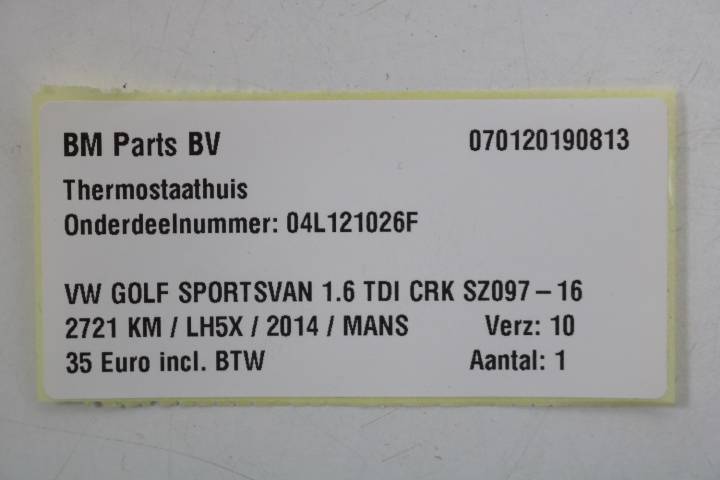 BM Parts BV 070120190813
Thermostaathuis
Onderdeelnummer: 04L121026F
VW GOLF SPORTSVAN 1.6 TDI CRK SZ097 – 16
2721 KM / LH5X / 2014 / MANS Verz: 10
35 Euro incl. BTW Aantal: 1